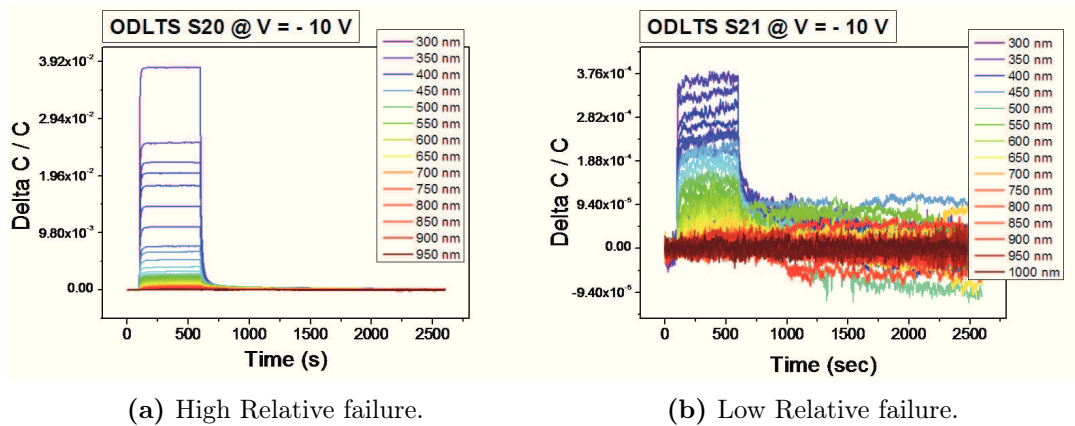 ODLTS S20 @ V = - 10 V
Delta C / C
3.92x10⁻²
2.94x10⁻²
1.96x10⁻²
9.80x10⁻³
0.00
0 500 1000 1500 2000 2500
Time (s)
300 nm
350 nm
400 nm
450 nm
500 nm
550 nm
600 nm
650 nm
700 nm
750 nm
800 nm
850 nm
900 nm
950 nm
(a) High Relative failure.
ODLTS S21 @ V = - 10 V
Delta C / C
3.76x10⁻⁴
2.82x10⁻⁴
1.88x10⁻⁴
9.40x10⁻⁵
0.00
-9.40x10⁻⁵
0 500 1000 1500 2000 2500
Time (sec)
300 nm
350 nm
400 nm
450 nm
500 nm
550 nm
600 nm
650 nm
700 nm
750 nm
800 nm
850 nm
900 nm
950 nm
1000 nm
(b) Low Relative failure.